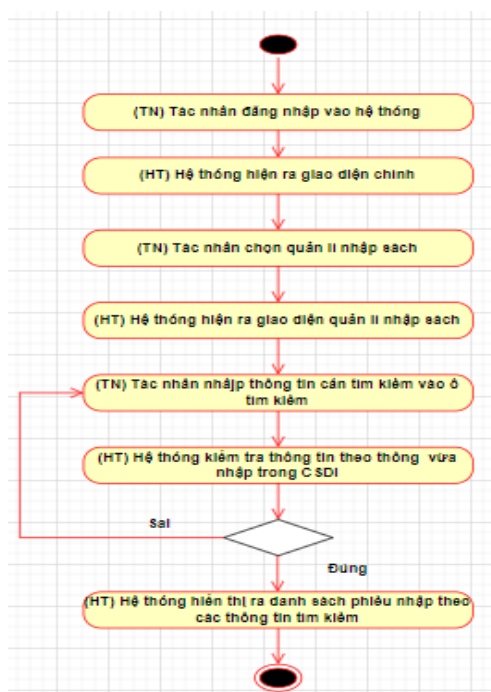 (TN) Tác nhân đăng nhập vào hệ thống
(HT) Hệ thống hiện ra giao diện chính
(TN) Tác nhân chọn quản lí nhập sách
(HT) Hệ thống hiện ra giao diện quản lí nhập sách
(TN) Tác nhân nhâịp thông tin cần tìm kiếm vào ô
tìm kiếm
(HT) Hệ thống kiểm tra thông tin theo thông vừa
nhập trong CSDl
Sai
Đúng
(HT) Hệ thống hiển thị ra danh sách phiếu nhập theo
các thông tin tìm kiếm